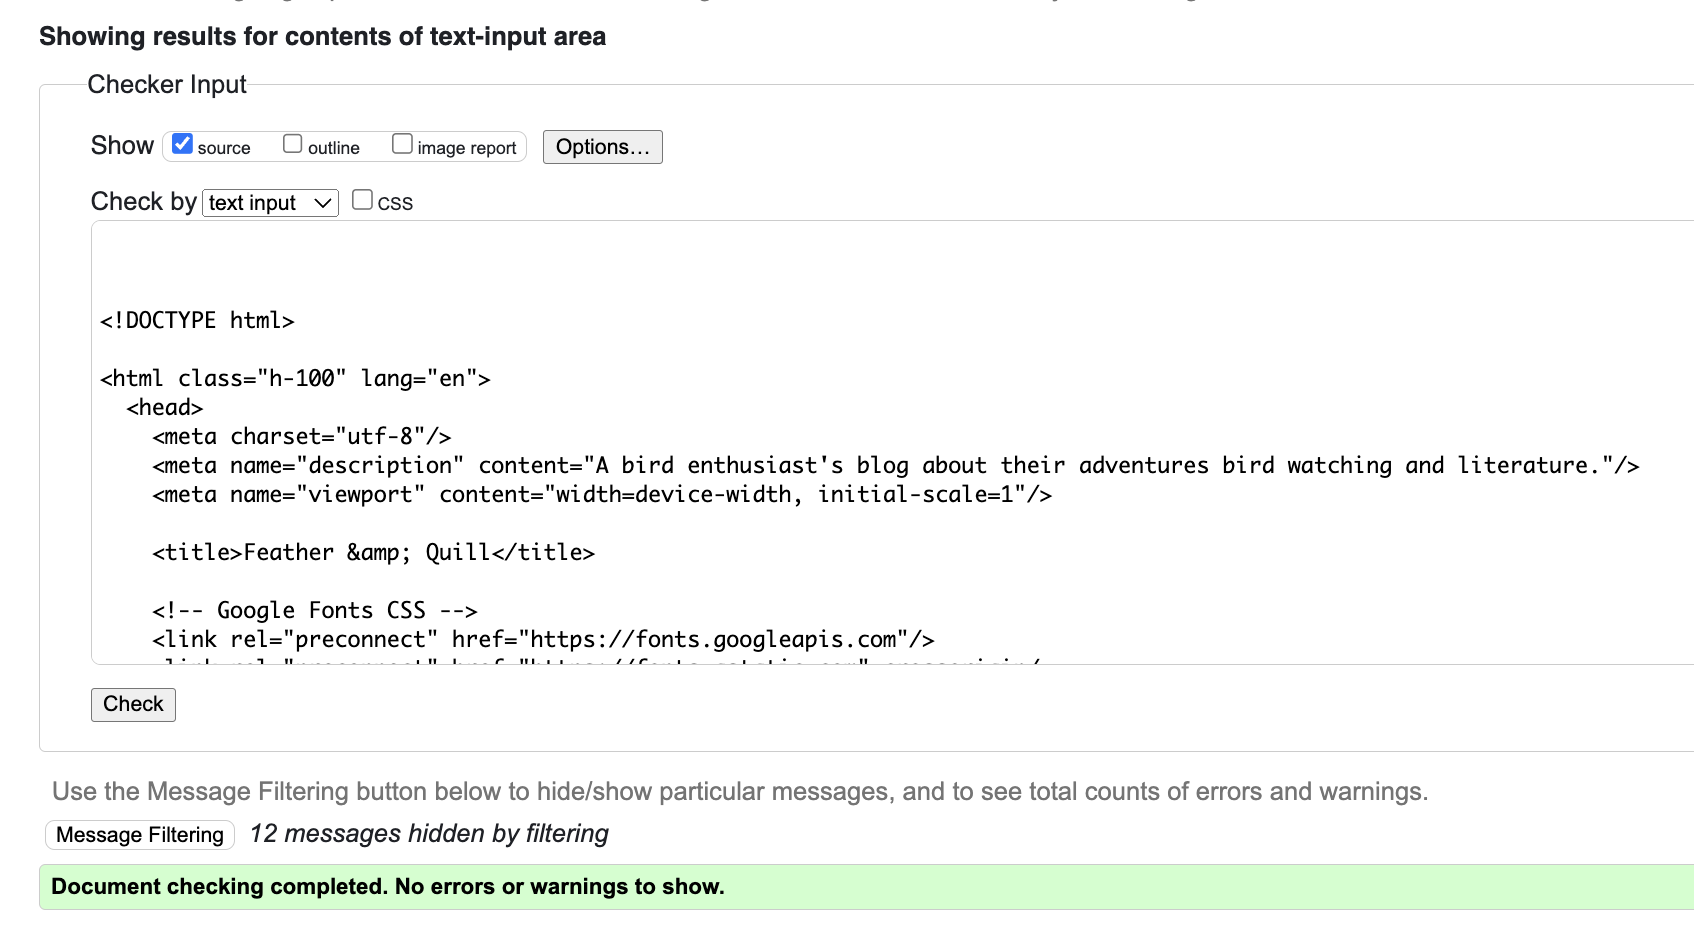 Showing results for contents of text-input area
Checker Input
Show source outline image report Options…
Check by text input CSS
<!DOCTYPE html>
<html class="h-100" lang="en">
<head>
<meta charset="utf-8"/>
<meta name="description" content="A bird enthusiast's blog about their adventures bird watching and literature."/>
<meta name="viewport" content="width=device-width, initial-scale=1"/>
<title>Feather &amp; Quill</title>
<!-- Google Fonts CSS -->
<link rel="preconnect" href="https://fonts.googleapis.com"/>
Check
Use the Message Filtering button below to hide/show particular messages, and to see total counts of errors and warnings.
Message Filtering 12 messages hidden by filtering
Document checking completed. No errors or warnings to show.